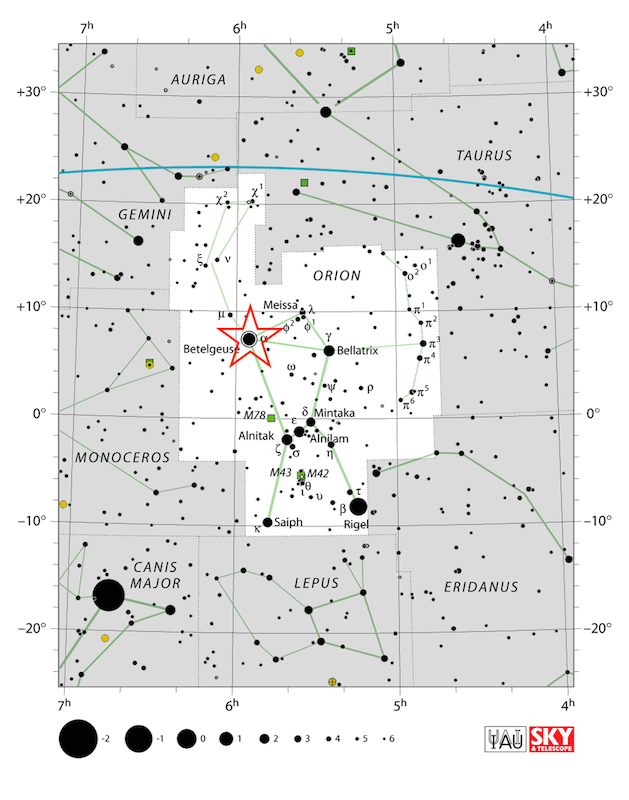 7h 6h 5h 4h
+30° +30°
AURIGA
TAURUS
+20° +20°
χ² χ¹
GEMINI
ξ ν
ο¹
ORION
ο²
+10° +10°
Meissa λ
π¹
μ
φ² φ¹
π²
α
γ
π³
Betelgeuse
Bellatrix
π⁴
ω
ψ ρ
π⁵
π⁶
0° 0°
M78
δ Mintaka
ε
Alnitak
Alnilam
ζ σ η
MONOCEROS
M43 M42
θ
ι υ τ
β
−10° −10°
κ Saiph
Rigel
CANIS
MAJOR
LEPUS
ERIDANUS
−20° −20°
7h 6h 5h 4h
-2 -1 0 1 2 3 4 5 6
IAU
SKY
& TELESCOPE